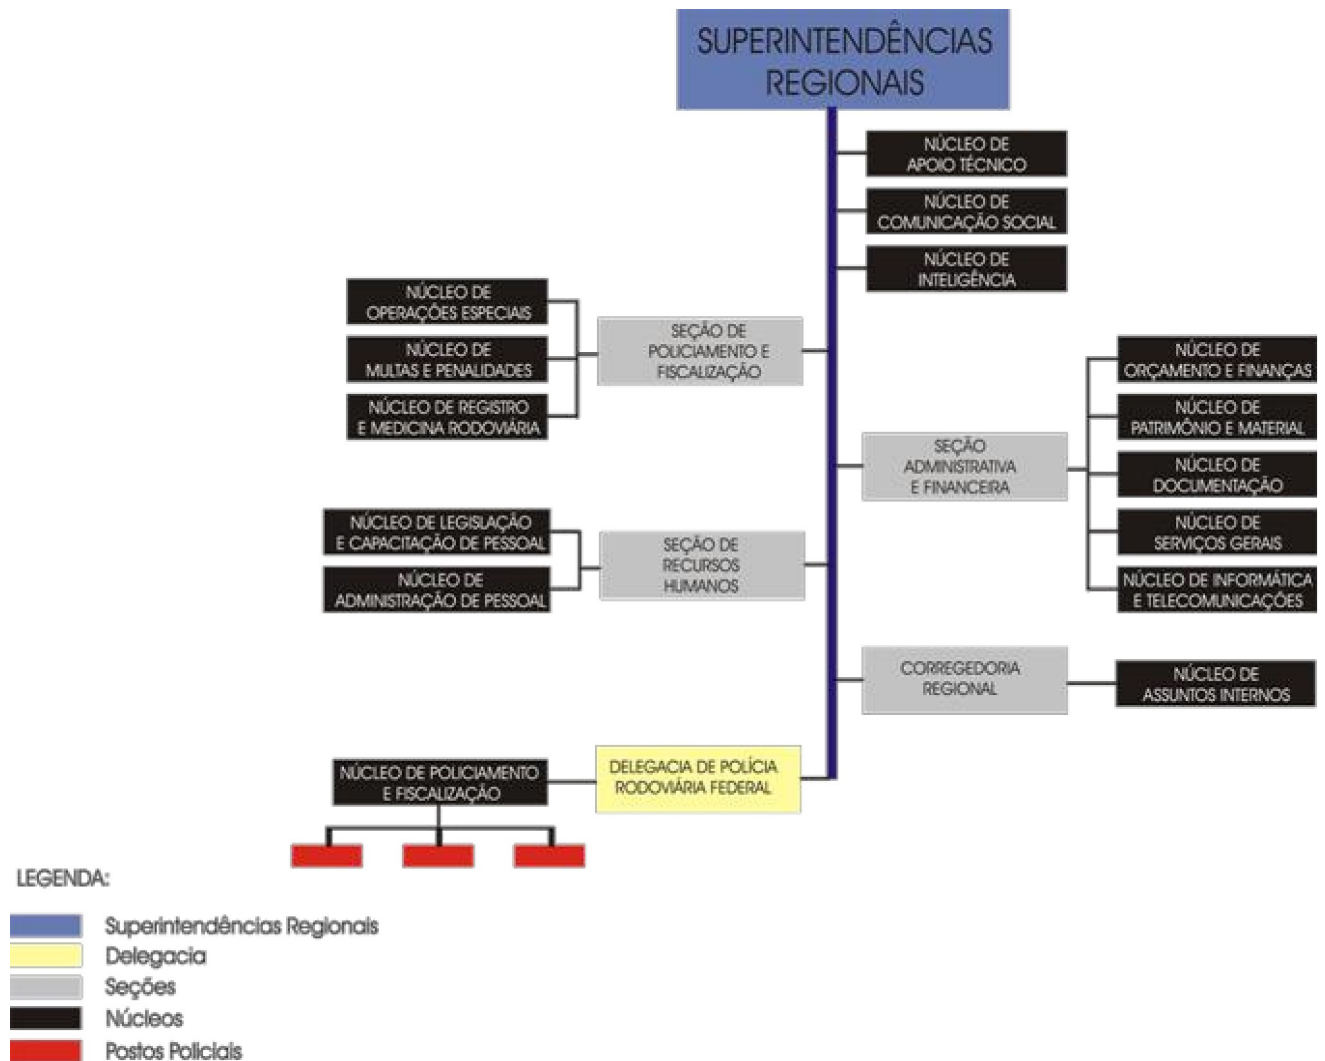 SUPERINTENDÊNCIAS
REGIONAIS
NÚCLEO DE
APOIO TÉCNICO
NÚCLEO DE
COMUNICAÇÃO SOCIAL
NÚCLEO DE
INTELIGÊNCIA
NÚCLEO DE
OPERAÇÕES ESPECIAIS
NÚCLEO DE
MULTAS E PENALIDADES
NÚCLEO DE REGISTRO
E MEDICINA RODOVIÁRIA
SEÇÃO DE
POLICIAMENTO E
FISCALIZAÇÃO
NÚCLEO DE
ORÇAMENTO E FINANÇAS
NÚCLEO DE
PATRIMÔNIO E MATERIAL
NÚCLEO DE
DOCUMENTAÇÃO
NÚCLEO DE
SERVIÇOS GERAIS
NÚCLEO DE INFORMÁTICA
E TELECOMUNICAÇÕES
SEÇÃO
ADMINISTRATIVA
E FINANCEIRA
NÚCLEO DE LEGISLAÇÃO
E CAPACITAÇÃO DE PESSOAL
NÚCLEO DE
ADMINISTRAÇÃO DE PESSOAL
SEÇÃO DE
RECURSOS
HUMANOS
CORREGEDORIA
REGIONAL
NÚCLEO DE
ASSUNTOS INTERNOS
NÚCLEO DE POLICIAMENTO
E FISCALIZAÇÃO
DELEGACIA DE POLÍCIA
RODOVIÁRIA FEDERAL
LEGENDA:
Superintendências Regionais
Delegacia
Seções
Núcleos
Postos Policiais